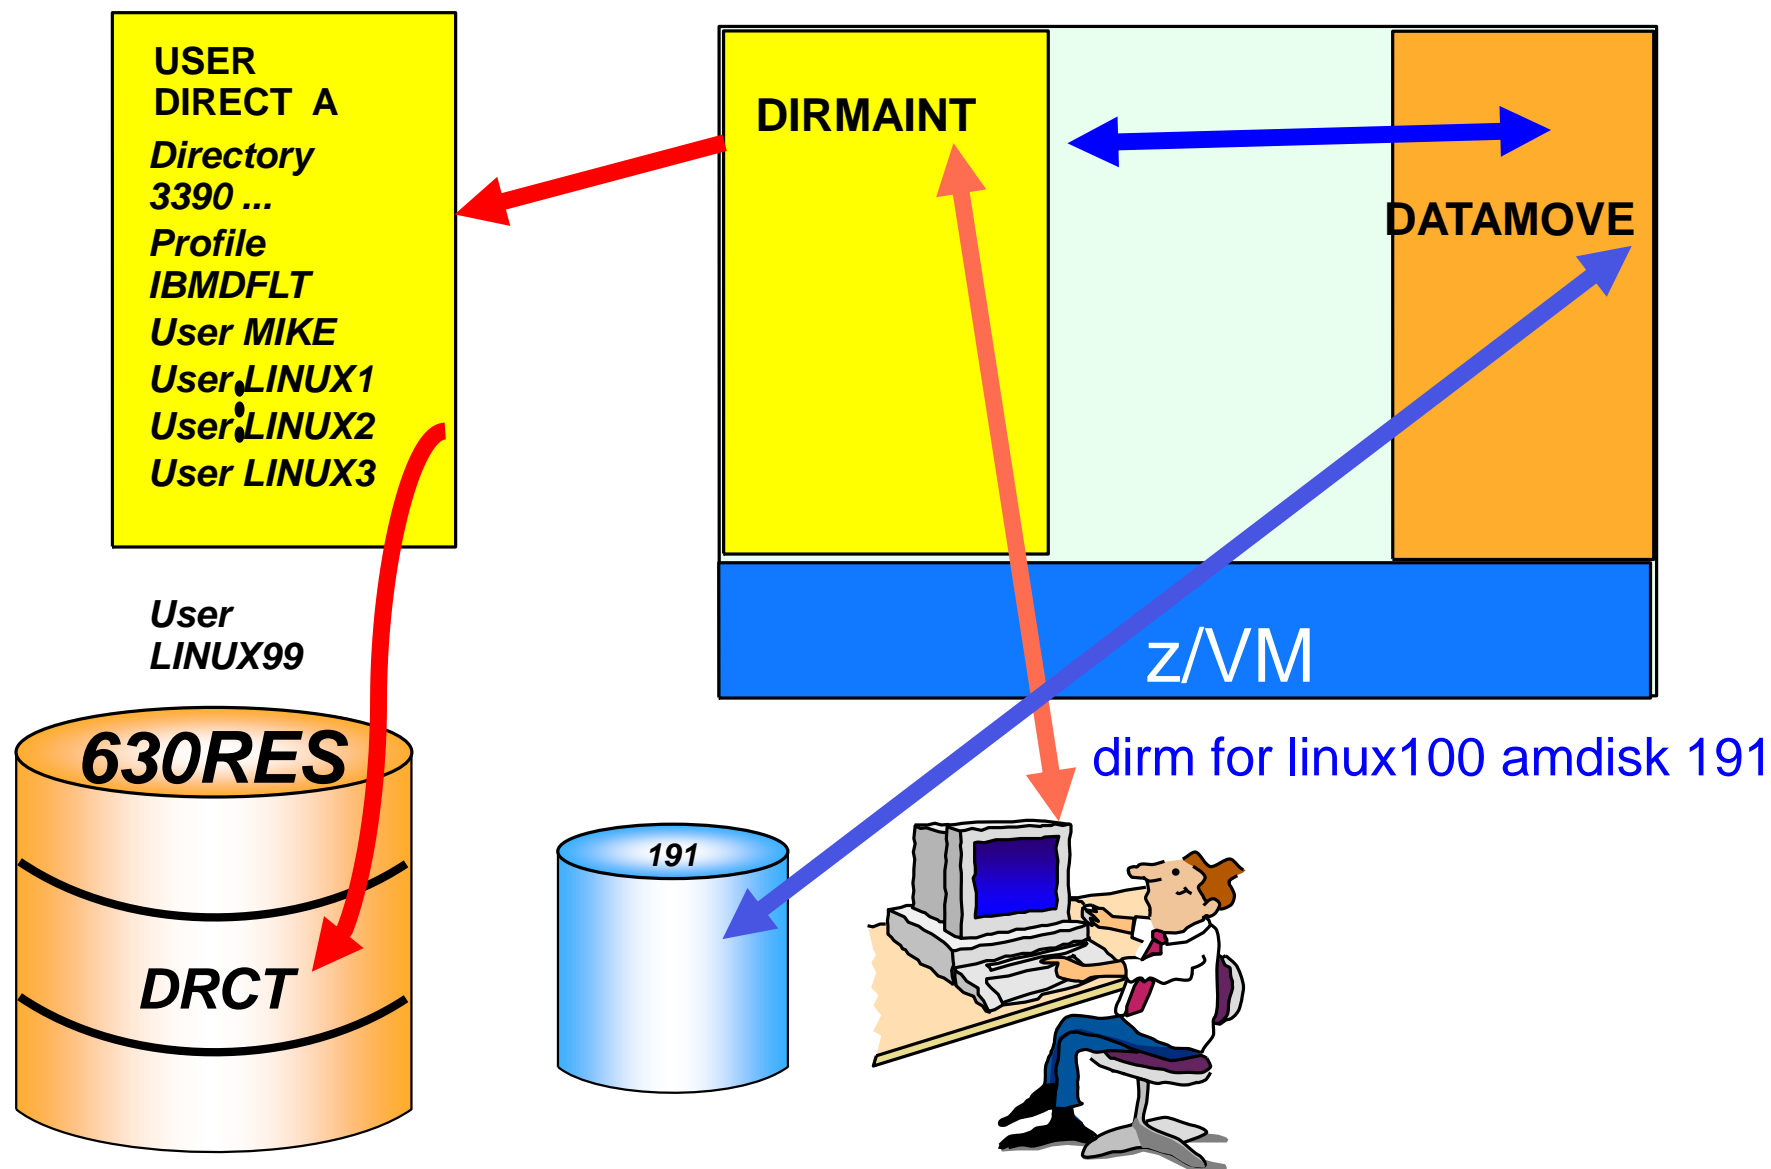 USER
DIRECT A
Directory
3390 ...
Profile
IBMDFLT
User MIKE
User LINUX1
User LINUX2
User LINUX3
User
LINUX99
630RES
DRCT
DIRMAINT
DATAMOVE
z/VM
dirm for linux100 amdisk 191
191